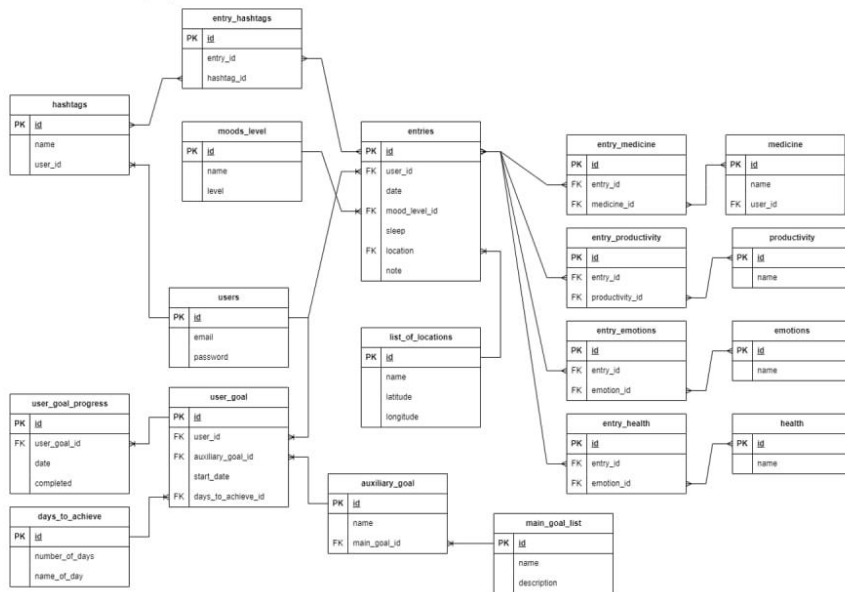 entry_hashtags
PK id
entry_id
hashtag_id
hashtags
PK id
name
user_id
moods_level
PK id
name
level
entries
PK id
FK user_id
date
FK mood_level_id
sleep
FK location
note
entry_medicine
PK id
FK entry_id
FK medicine_id
medicine
PK id
name
FK user_id
entry_productivity
PK id
FK entry_id
FK productivity_id
productivity
PK id
name
users
PK id
email
password
list_of_locations
PK id
name
latitude
longitude
entry_emotions
PK id
FK entry_id
FK emotion_id
emotions
PK id
name
user_goal_progress
PK id
FK user_goal_id
date
completed
user_goal
PK id
FK user_id
FK auxiliary_goal_id
start_date
FK days_to_achieve_id
entry_health
PK id
FK entry_id
FK emotion_id
health
PK id
name
days_to_achieve
PK id
number_of_days
name_of_day
auxiliary_goal
PK id
name
FK main_goal_id
main_goal_list
PK id
name
description